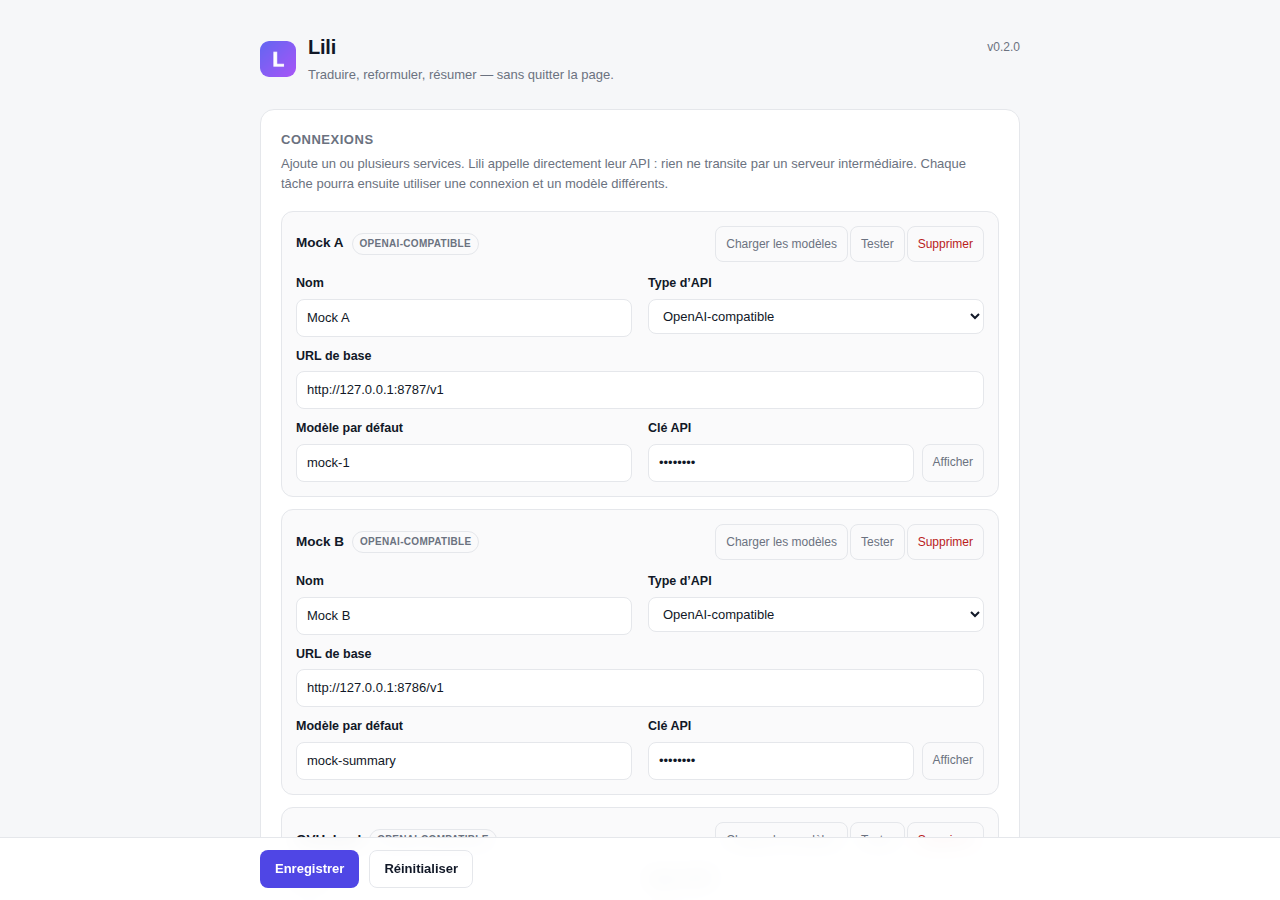 L
Lili
v0.2.0
Traduire, reformuler, résumer — sans quitter la page.
CONNEXIONS
Ajoute un ou plusieurs services. Lili appelle directement leur API : rien ne transite par un serveur intermédiaire. Chaque
tâche pourra ensuite utiliser une connexion et un modèle différents.
Mock A OPENAI-COMPATIBLE Charger les modèles Tester Supprimer
Nom Type d’API
Mock A OpenAI-compatible
URL de base
http://127.0.0.1:8787/v1
Modèle par défaut Clé API
mock-1 •••••••• Afficher
Mock B OPENAI-COMPATIBLE Charger les modèles Tester Supprimer
Nom Type d’API
Mock B OpenAI-compatible
URL de base
http://127.0.0.1:8786/v1
Modèle par défaut Clé API
mock-summary •••••••• Afficher
OPENAI-COMPATIBLE Charger les modèles Tester Supprimer
Enregistrer Réinitialiser